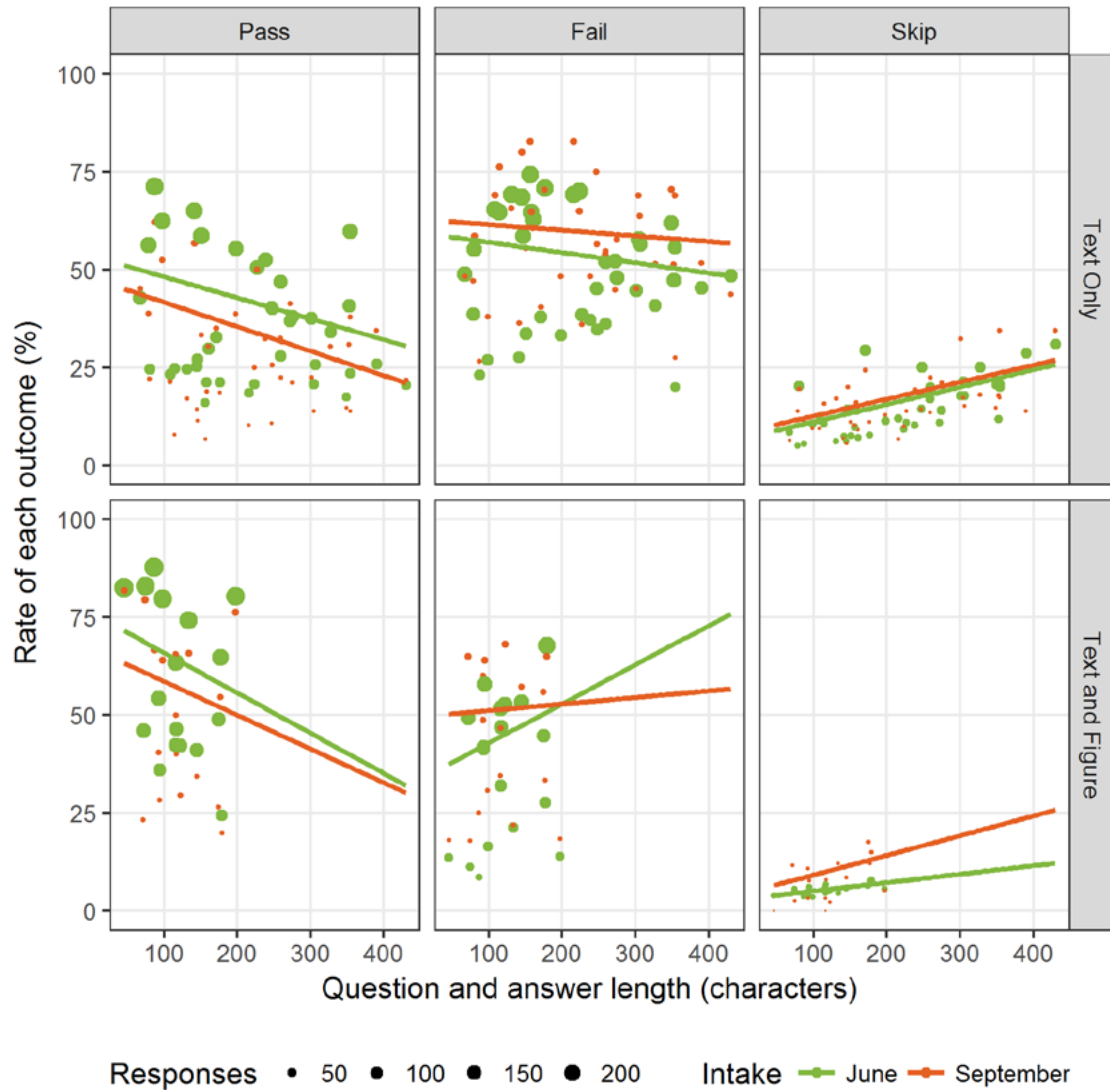 Pass Fail Skip
100
75
50
25
0
Text Only
100
75
50
25
0
Text and Figure
100 200 300 400 100 200 300 400 100 200 300 400
Rate of each outcome (%)
Question and answer length (characters)
Responses 50 100 150 200 Intake June September